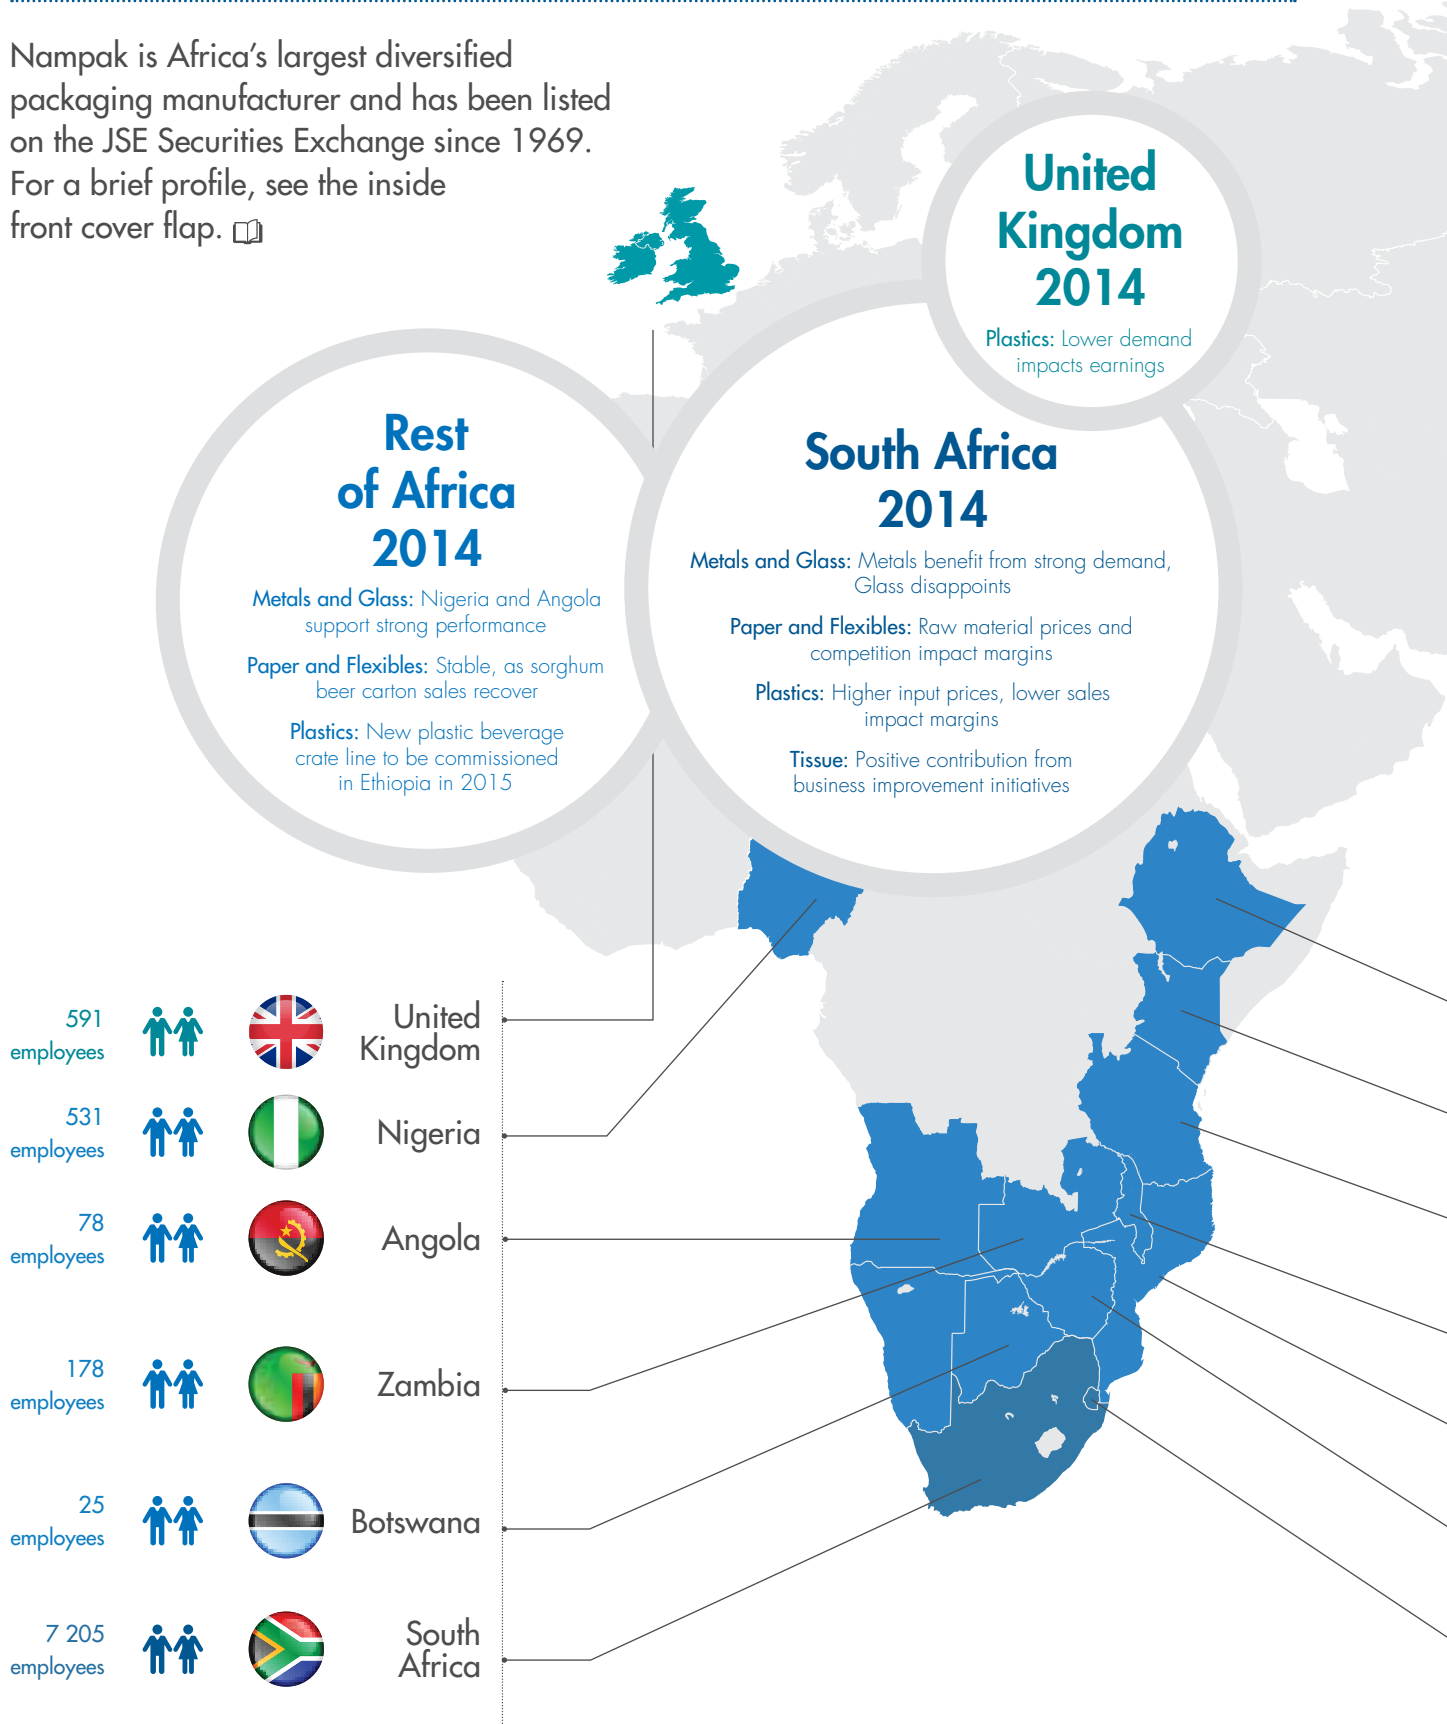 Nampak is Africa’s largest diversified
packaging manufacturer and has been listed
on the JSE Securities Exchange since 1969.
For a brief profile, see the inside
front cover flap.
United
Kingdom
2014
Plastics: Lower demand
impacts earnings
Rest
of Africa
2014
Metals and Glass: Nigeria and Angola
support strong performance
Paper and Flexibles: Stable, as sorghum
beer carton sales recover
Plastics: New plastic beverage
crate line to be commissioned
in Ethiopia in 2015
South Africa
2014
Metals and Glass: Metals benefit from strong demand,
Glass disappoints
Paper and Flexibles: Raw material prices and
competition impact margins
Plastics: Higher input prices, lower sales
impact margins
Tissue: Positive contribution from
business improvement initiatives
591
employees
United
Kingdom
531
employees
Nigeria
78
employees
Angola
178
employees
Zambia
25
employees
Botswana
7 205
employees
South
Africa